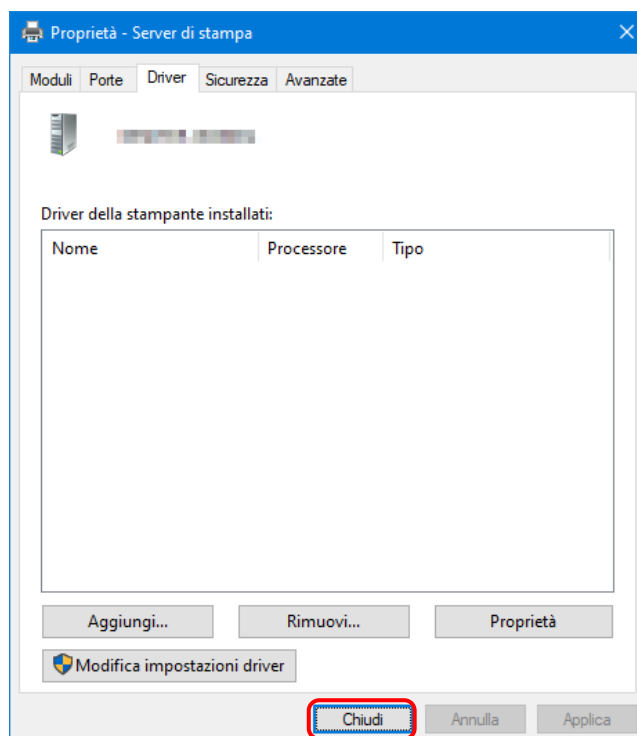 Proprietà - Server di stampa
Moduli Porte Driver Sicurezza Avanzate
Driver della stampante installati:
Nome Processore Tipo
Aggiungi... Rimuovi... Proprietà
Modifica impostazioni driver
Chiudi Annulla Applica